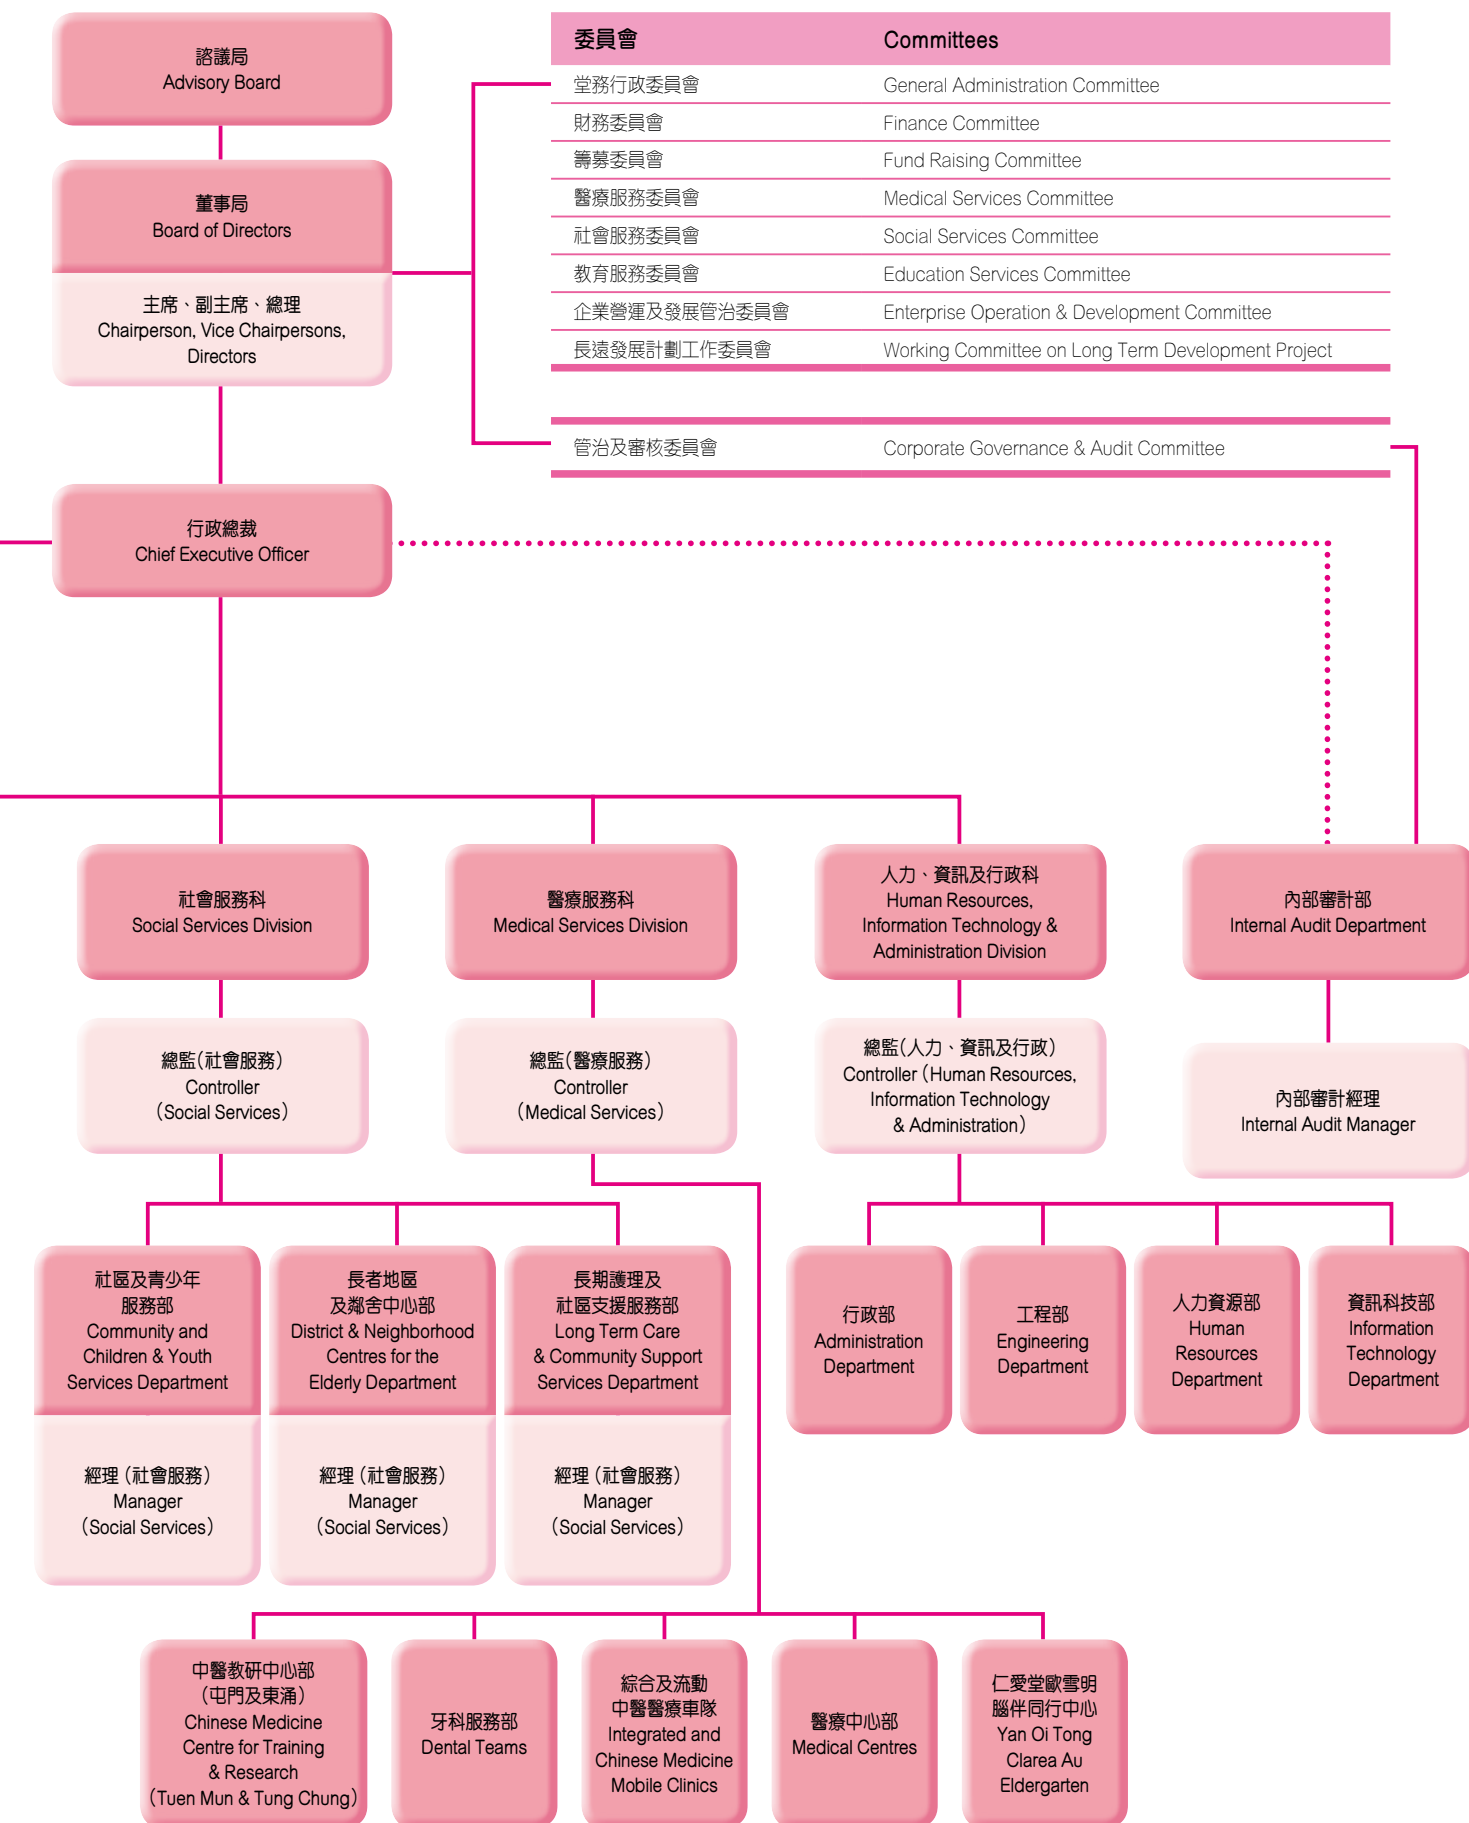 諮議局
Advisory Board
董事局
Board of Directors
主席、副主席、總理
Chairperson, Vice Chairpersons,
Directors
委員會 Committees
堂務行政委員會 General Administration Committee
財務委員會 Finance Committee
籌募委員會 Fund Raising Committee
醫療服務委員會 Medical Services Committee
社會服務委員會 Social Services Committee
教育服務委員會 Education Services Committee
企業營運及發展管治委員會 Enterprise Operation & Development Committee
長遠發展計劃工作委員會 Working Committee on Long Term Development Project
管治及審核委員會 Corporate Governance & Audit Committee
行政總裁
Chief Executive Officer
社會服務科
Social Services Division
醫療服務科
Medical Services Division
人力、資訊及行政科
Human Resources,
Information Technology &
Administration Division
內部審計部
Internal Audit Department
總監(社會服務)
Controller
(Social Services)
總監(醫療服務)
Controller
(Medical Services)
總監(人力、資訊及行政)
Controller (Human Resources,
Information Technology
& Administration)
內部審計經理
Internal Audit Manager
社區及青少年
服務部
Community and
Children & Youth
Services Department
經理 (社會服務)
Manager
(Social Services)
長者地區
及鄰舍中心部
District & Neighborhood
Centres for the
Elderly Department
經理 (社會服務)
Manager
(Social Services)
長期護理及
社區支援服務部
Long Term Care
& Community Support
Services Department
經理 (社會服務)
Manager
(Social Services)
行政部
Administration
Department
工程部
Engineering
Department
人力資源部
Human
Resources
Department
資訊科技部
Information
Technology
Department
中醫教研中心部
(屯門及東涌)
Chinese Medicine
Centre for Training
& Research
(Tuen Mun & Tung Chung)
牙科服務部
Dental Teams
綜合及流動
中醫醫療車隊
Integrated and
Chinese Medicine
Mobile Clinics
醫療中心部
Medical Centres
仁愛堂歐雪明
腦伴同行中心
Yan Oi Tong
Clarea Au
Eldergarten